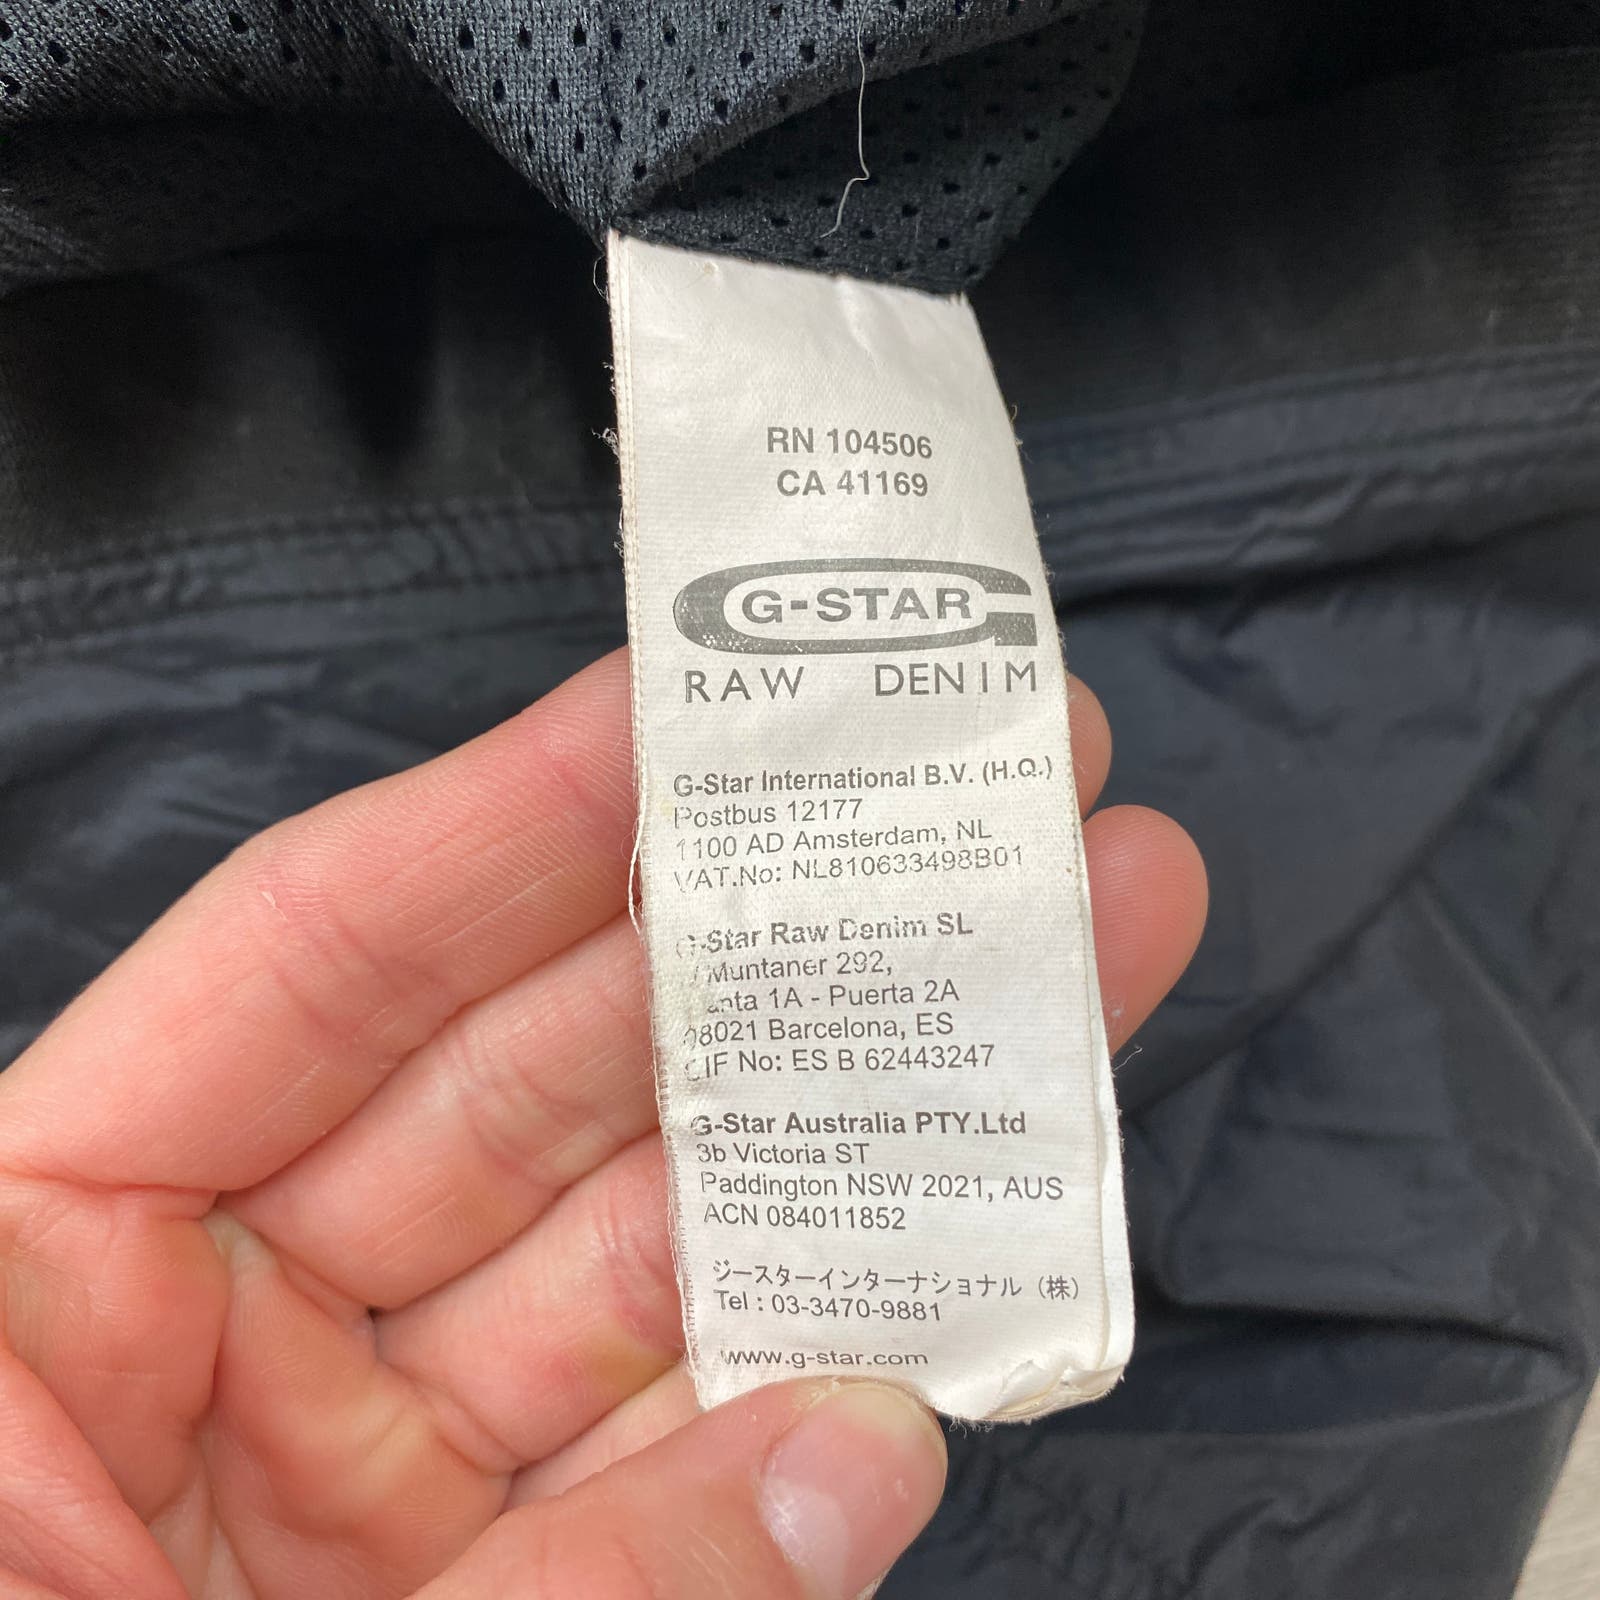 RN 104506
CA 41169
G-STAR
RAW DENIM
G-Star International B.V. (H.Q.)
Postbus 12177
1100 AD Amsterdam, NL
VAT.No: NL810633498B01
G-Star Raw Denim SL
Muntaner 292,
1A - Puerta 2A
08021 Barcelona, ES
CIF No: ES B 62443247
G-Star Australia PTY.Ltd
3b Victoria ST
Paddington NSW 2021, AUS
ACN 084011852
ジースターインターナショナル（株）
Tel : 03-3470-9881
www.g-star.com